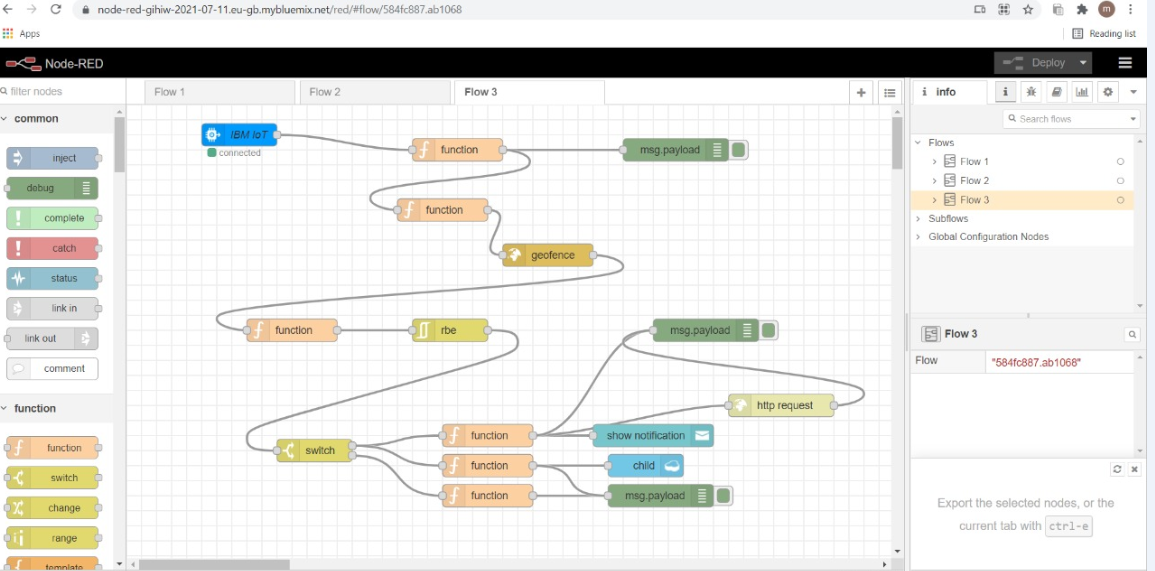 node-red-gihiw-2021-07-11.eu-gb.mybluemix.net/red/#flow/584fc887.ab1068
m
Apps
Reading list
Node-RED
Deploy
filter nodes
Flow 1
Flow 2
Flow 3
i info
Search flows
common
inject
debug
complete
catch
status
link in
link out
comment
function
function
switch
change
range
template
IBM IoT
connected
function
msg.payload
function
geofence
function
rbe
msg.payload
http request
switch
function
show notification
function
child
function
msg.payload
Flows
Flow 1
Flow 2
Flow 3
Subflows
Global Configuration Nodes
Flow 3
Flow "584fc887.ab1068"
Export the selected nodes, or the
current tab with ctrl-e